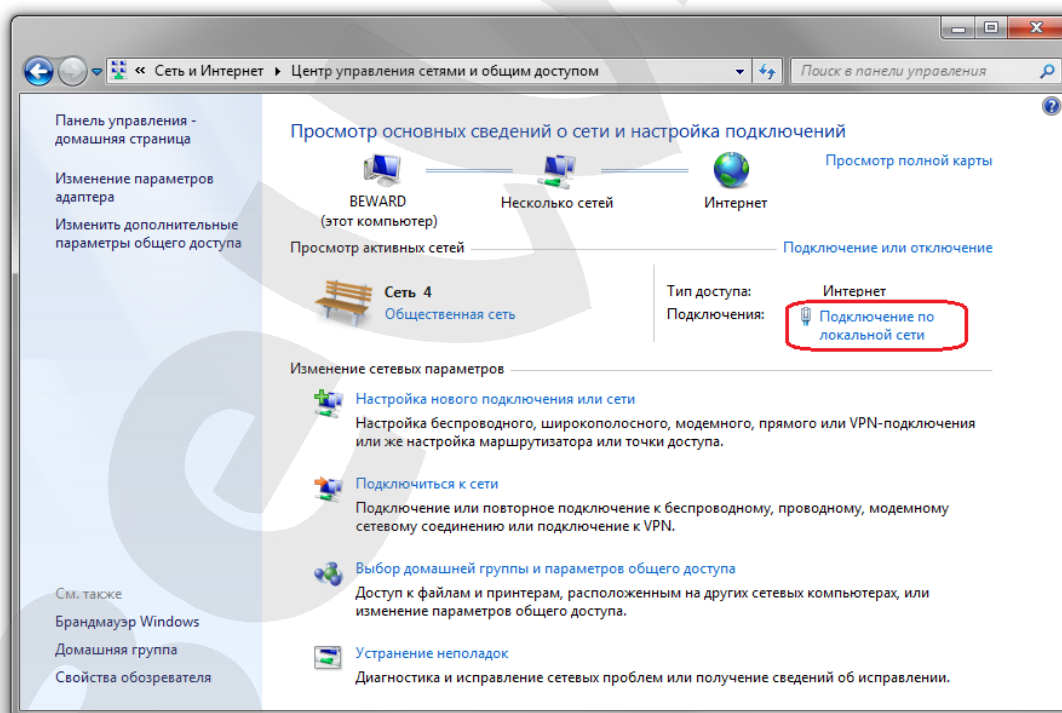 « Сеть и Интернет ▸ Центр управления сетями и общим доступом
Поиск в панели управления
Панель управления -
домашняя страница
Изменение параметров
адаптера
Изменить дополнительные
параметры общего доступа
См. также
Брандмауэр Windows
Домашняя группа
Свойства обозревателя
Просмотр основных сведений о сети и настройка подключений
Просмотр полной карты
BEWARD
(этот компьютер)
Несколько сетей
Интернет
Просмотр активных сетей
Подключение или отключение
Сеть 4
Общественная сеть
Тип доступа: Интернет
Подключения: Подключение по
локальной сети
Изменение сетевых параметров
Настройка нового подключения или сети
Настройка беспроводного, широкополосного, модемного, прямого или VPN-подключения
или же настройка маршрутизатора или точки доступа.
Подключиться к сети
Подключение или повторное подключение к беспроводному, проводному, модемному
сетевому соединению или подключение к VPN.
Выбор домашней группы и параметров общего доступа
Доступ к файлам и принтерам, расположенным на других сетевых компьютерах, или
изменение параметров общего доступа.
Устранение неполадок
Диагностика и исправление сетевых проблем или получение сведений об исправлении.